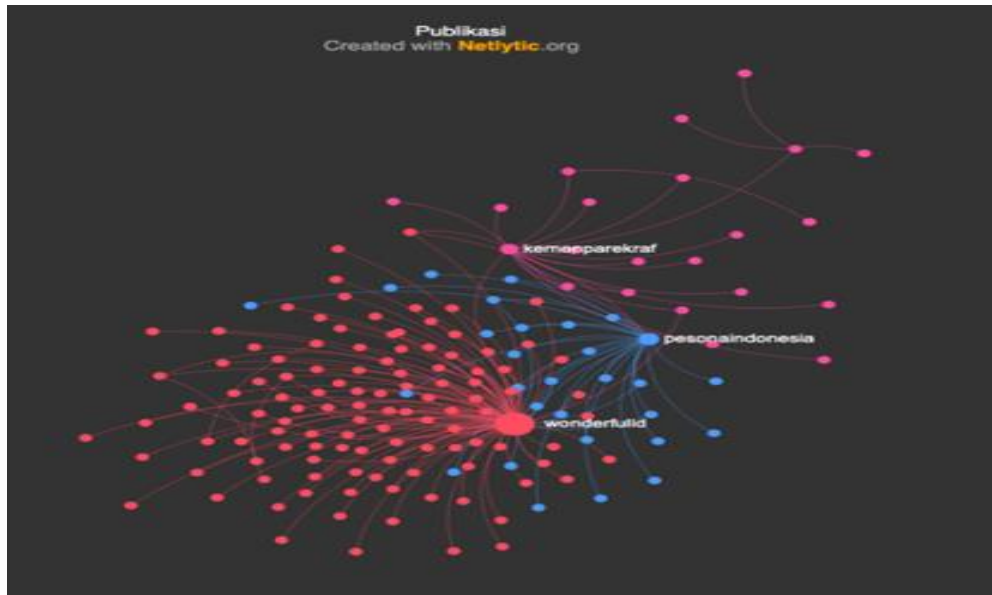 Publikasi
Created with Netlytic.org
kemenparekraf
pesonaindonesia
wonderfulid